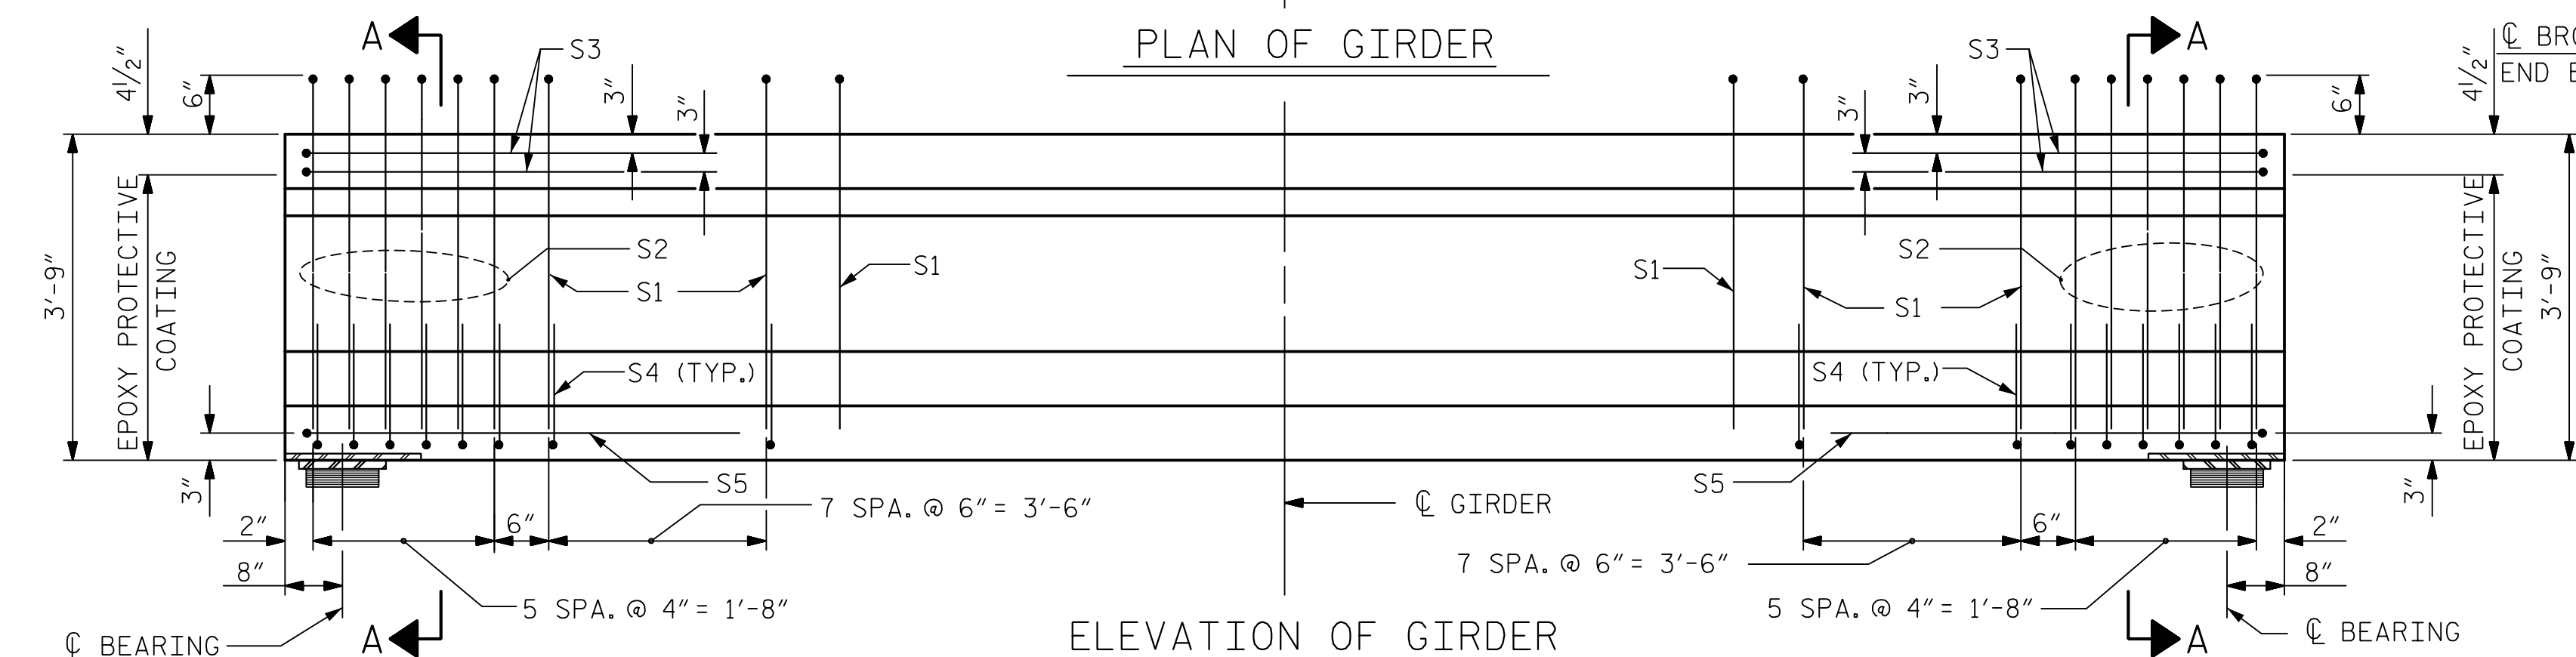 PLAN OF GIRDER
A
S3
S3
A
℄ BRO
END B
4½"
6"
3"
3"
3"
3"
6"
4½"
3'-9"
EPOXY PROTECTIVE
COATING
S2
S1
S1
S1
S1
S2
EPOXY PROTECTIVE
COATING
3'-9"
S4 (TYP.)
S4 (TYP.)
3"
S5
S5
3"
7 SPA. @ 6" = 3'-6"
℄ GIRDER
2"
6"
6"
2"
7 SPA. @ 6" = 3'-6"
8"
8"
5 SPA. @ 4" = 1'-8"
5 SPA. @ 4" = 1'-8"
℄ BEARING
A
ELEVATION OF GIRDER
A
℄ BEARING